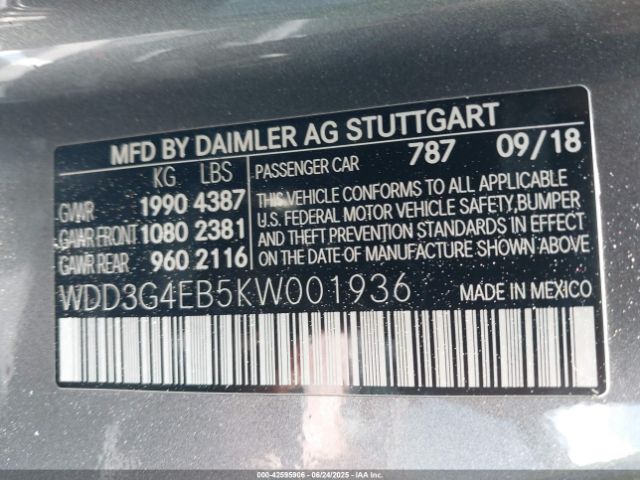 MFD BY DAIMLER AG STUTTGART
KG LBS
GVWR 1990 4387
GAWR FRONT 1080 2381
GAWR REAR 960 2116
PASSENGER CAR 787 09/18
THIS VEHICLE CONFORMS TO ALL APPLICABLE
U.S. FEDERAL MOTOR VEHICLE SAFETY, BUMPER
AND THEFT PREVENTION STANDARDS IN EFFECT
ON THE DATE OF MANUFACTURE SHOWN ABOVE
WDD3G4EB5KW001936 MADE IN MEXICO
000-42595906 - 06/24/2025 - IAAI.COM